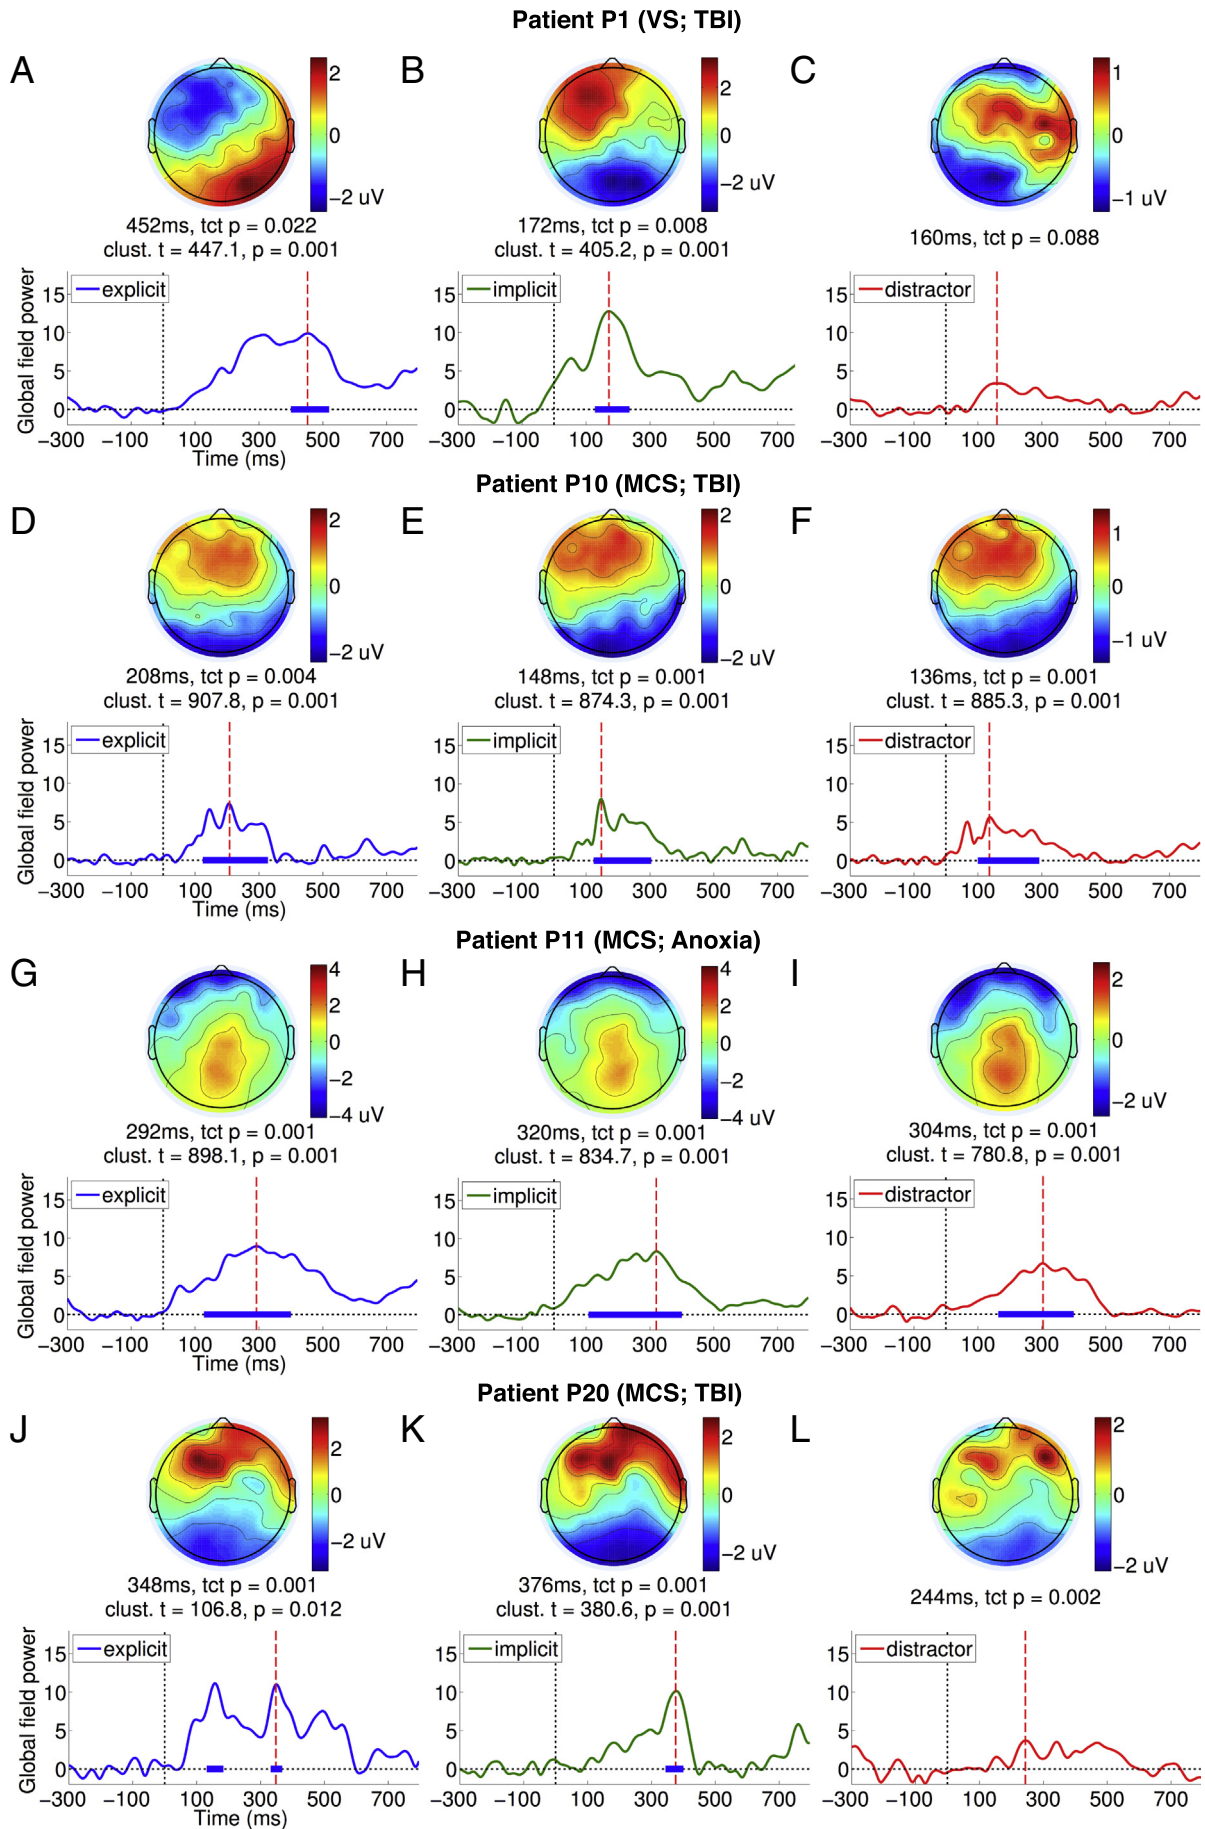 Patient P1 (VS; TBI)
A
2
0
−2 uV
452ms, tct p = 0.022
clust. t = 447.1, p = 0.001
B
2
0
−2 uV
172ms, tct p = 0.008
clust. t = 405.2, p = 0.001
C
1
0
−1 uV
160ms, tct p = 0.088
Global field power
15
10
5
0
explicit
−300 −100 100 300 500 700
Time (ms)
15
10
5
0
implicit
−300 −100 100 300 500 700
15
10
5
0
distractor
−300 −100 100 300 500 700
Patient P10 (MCS; TBI)
D
2
0
−2 uV
208ms, tct p = 0.004
clust. t = 907.8, p = 0.001
E
2
0
−2 uV
148ms, tct p = 0.001
clust. t = 874.3, p = 0.001
F
1
0
−1 uV
136ms, tct p = 0.001
clust. t = 885.3, p = 0.001
Global field power
15
10
5
0
explicit
−300 −100 100 300 500 700
Time (ms)
15
10
5
0
implicit
−300 −100 100 300 500 700
15
10
5
0
distractor
−300 −100 100 300 500 700
Patient P11 (MCS; Anoxia)
G
4
2
0
−2
−4 uV
292ms, tct p = 0.001
clust. t = 898.1, p = 0.001
H
4
2
0
−2
−4 uV
320ms, tct p = 0.001
clust. t = 834.7, p = 0.001
I
2
0
−2 uV
304ms, tct p = 0.001
clust. t = 780.8, p = 0.001
Global field power
15
10
5
0
explicit
−300 −100 100 300 500 700
Time (ms)
15
10
5
0
implicit
−300 −100 100 300 500 700
15
10
5
0
distractor
−300 −100 100 300 500 700
Patient P20 (MCS; TBI)
J
2
0
−2 uV
348ms, tct p = 0.001
clust. t = 106.8, p = 0.012
K
2
0
−2 uV
376ms, tct p = 0.001
clust. t = 380.6, p = 0.001
L
2
0
−2 uV
244ms, tct p = 0.002
Global field power
15
10
5
0
explicit
−300 −100 100 300 500 700
Time (ms)
15
10
5
0
implicit
−300 −100 100 300 500 700
15
10
5
0
distractor
−300 −100 100 300 500 700